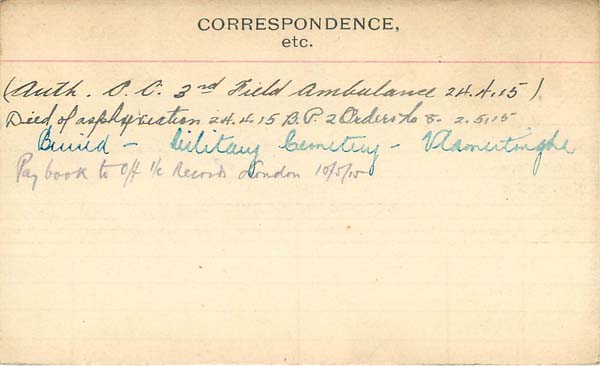 CORRESPONDENCE,
etc.
(Auth. O.C. 3rd Field Ambulance 24.4.15)
Died of asphyxiation 24.4.15 B.P. 2 Orders No 8. 2.5.15
Buried - Military Cemetery - Vlamertinghe
Pay book to Off i/c Records London 10/5/15